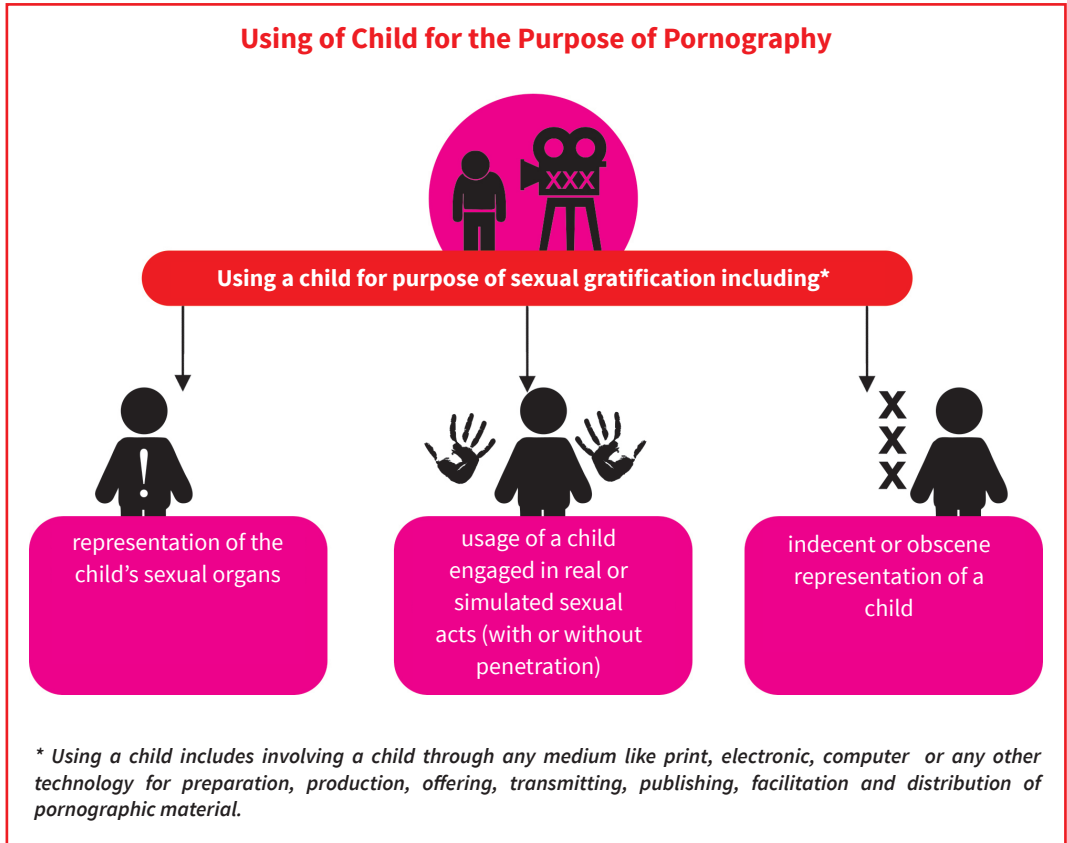 Using of Child for the Purpose of Pornography
XXX
Using a child for purpose of sexual gratification including*
representation of the
child's sexual organs
usage of a child
engaged in real or
simulated sexual
acts (with or without
penetration)
X
X
X
indecent or obscene
representation of a
child
* Using a child includes involving a child through any medium like print, electronic, computer or any other
technology for preparation, production, offering, transmitting, publishing, facilitation and distribution of
pornographic material.